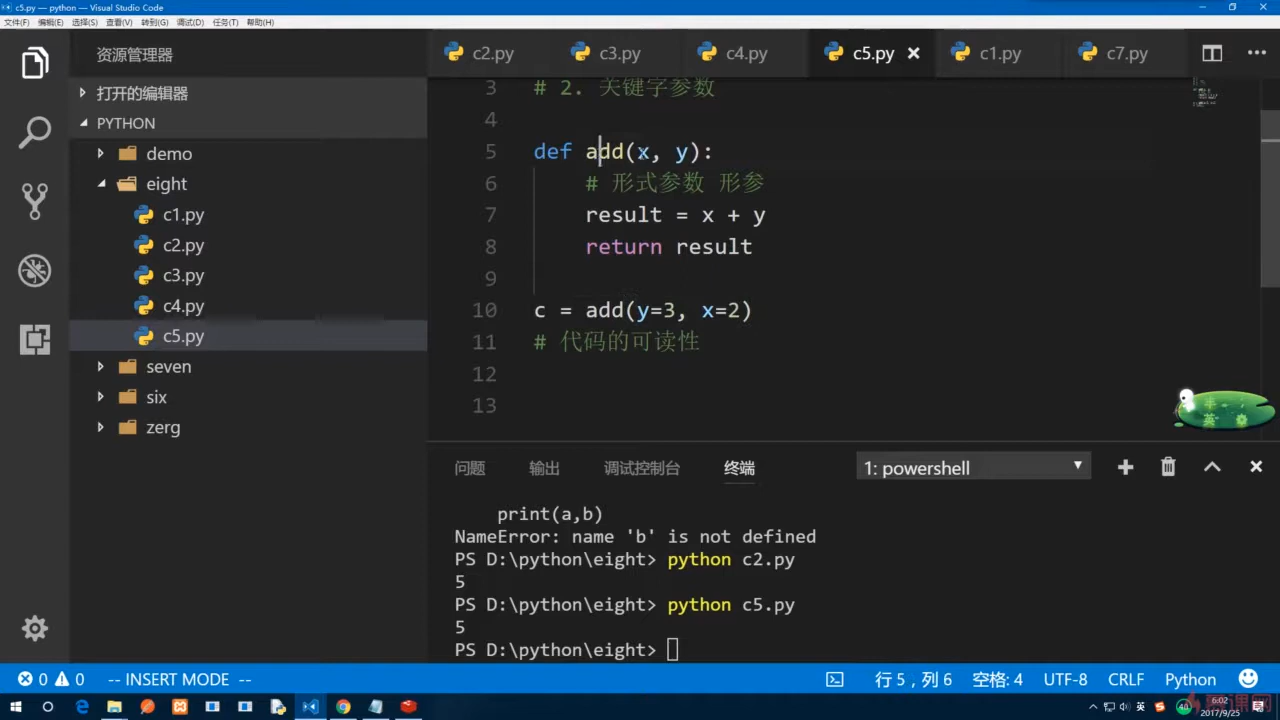 c5.py — python — Visual Studio Code
文件(F) 编辑(E) 选择(S) 查看(V) 转到(G) 调试(D) 任务(T) 帮助(H)
资源管理器
c2.py c3.py c4.py c5.py c1.py c7.py
打开的编辑器
PYTHON
demo
eight
c1.py
c2.py
c3.py
c4.py
c5.py
seven
six
zerg
3 # 2. 关键字参数
4
5 def add(x, y):
6 # 形式参数 形参
7 result = x + y
8 return result
9
10 c = add(y=3, x=2)
11 # 代码的可读性
12
13
英
问题 输出 调试控制台 终端 1: powershell
print(a,b)
NameError: name 'b' is not defined
PS D:\python\eight> python c2.py
5
PS D:\python\eight> python c5.py
5
PS D:\python\eight>
0 0 -- INSERT MODE -- 行 5，列 6 空格: 4 UTF-8 CRLF Python
英 6:02
2017/9/25